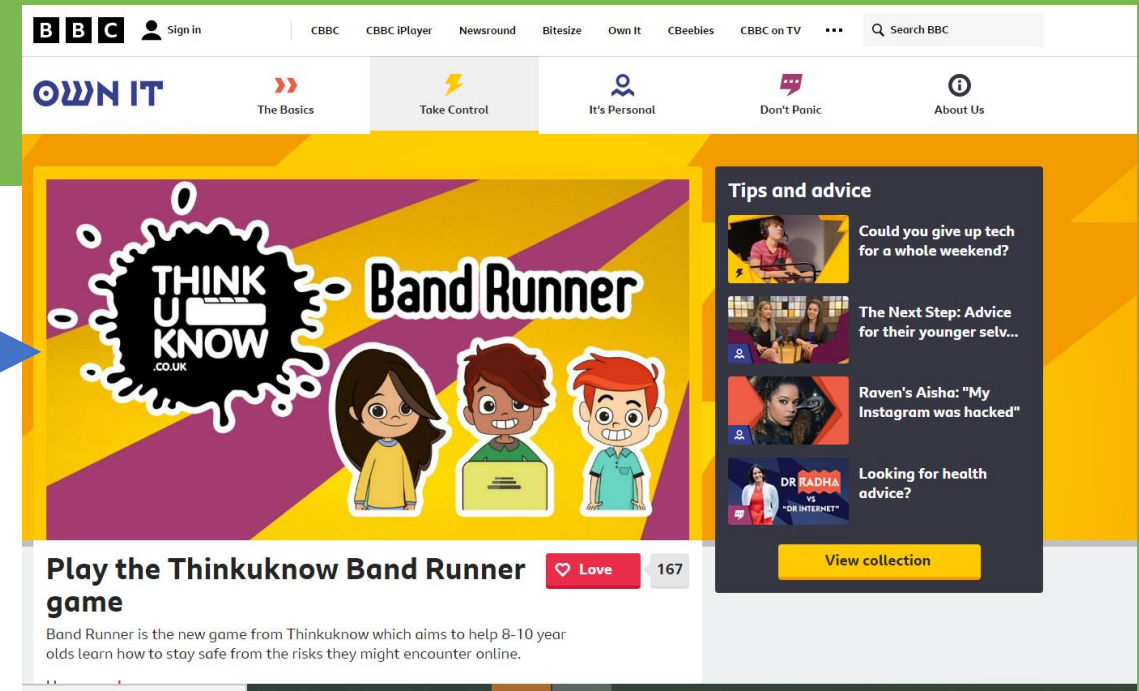 BBC Sign in CBBC CBBC iPlayer Newsround Bitesize Own It CBeebies CBBC on TV ••• Search BBC
OWN IT
The Basics Take Control It's Personal Don't Panic About Us
THINK
U
KNOW
.CO.UK
Band Runner
Play the Thinkuknow Band Runner
game
Love 167
Band Runner is the new game from Thinkuknow which aims to help 8-10 year
olds learn how to stay safe from the risks they might encounter online.
Tips and advice
Could you give up tech
for a whole weekend?
The Next Step: Advice
for their younger selv...
Raven's Aisha: "My
Instagram was hacked"
DR RADHA
VS
"DR INTERNET"
Looking for health
advice?
View collection